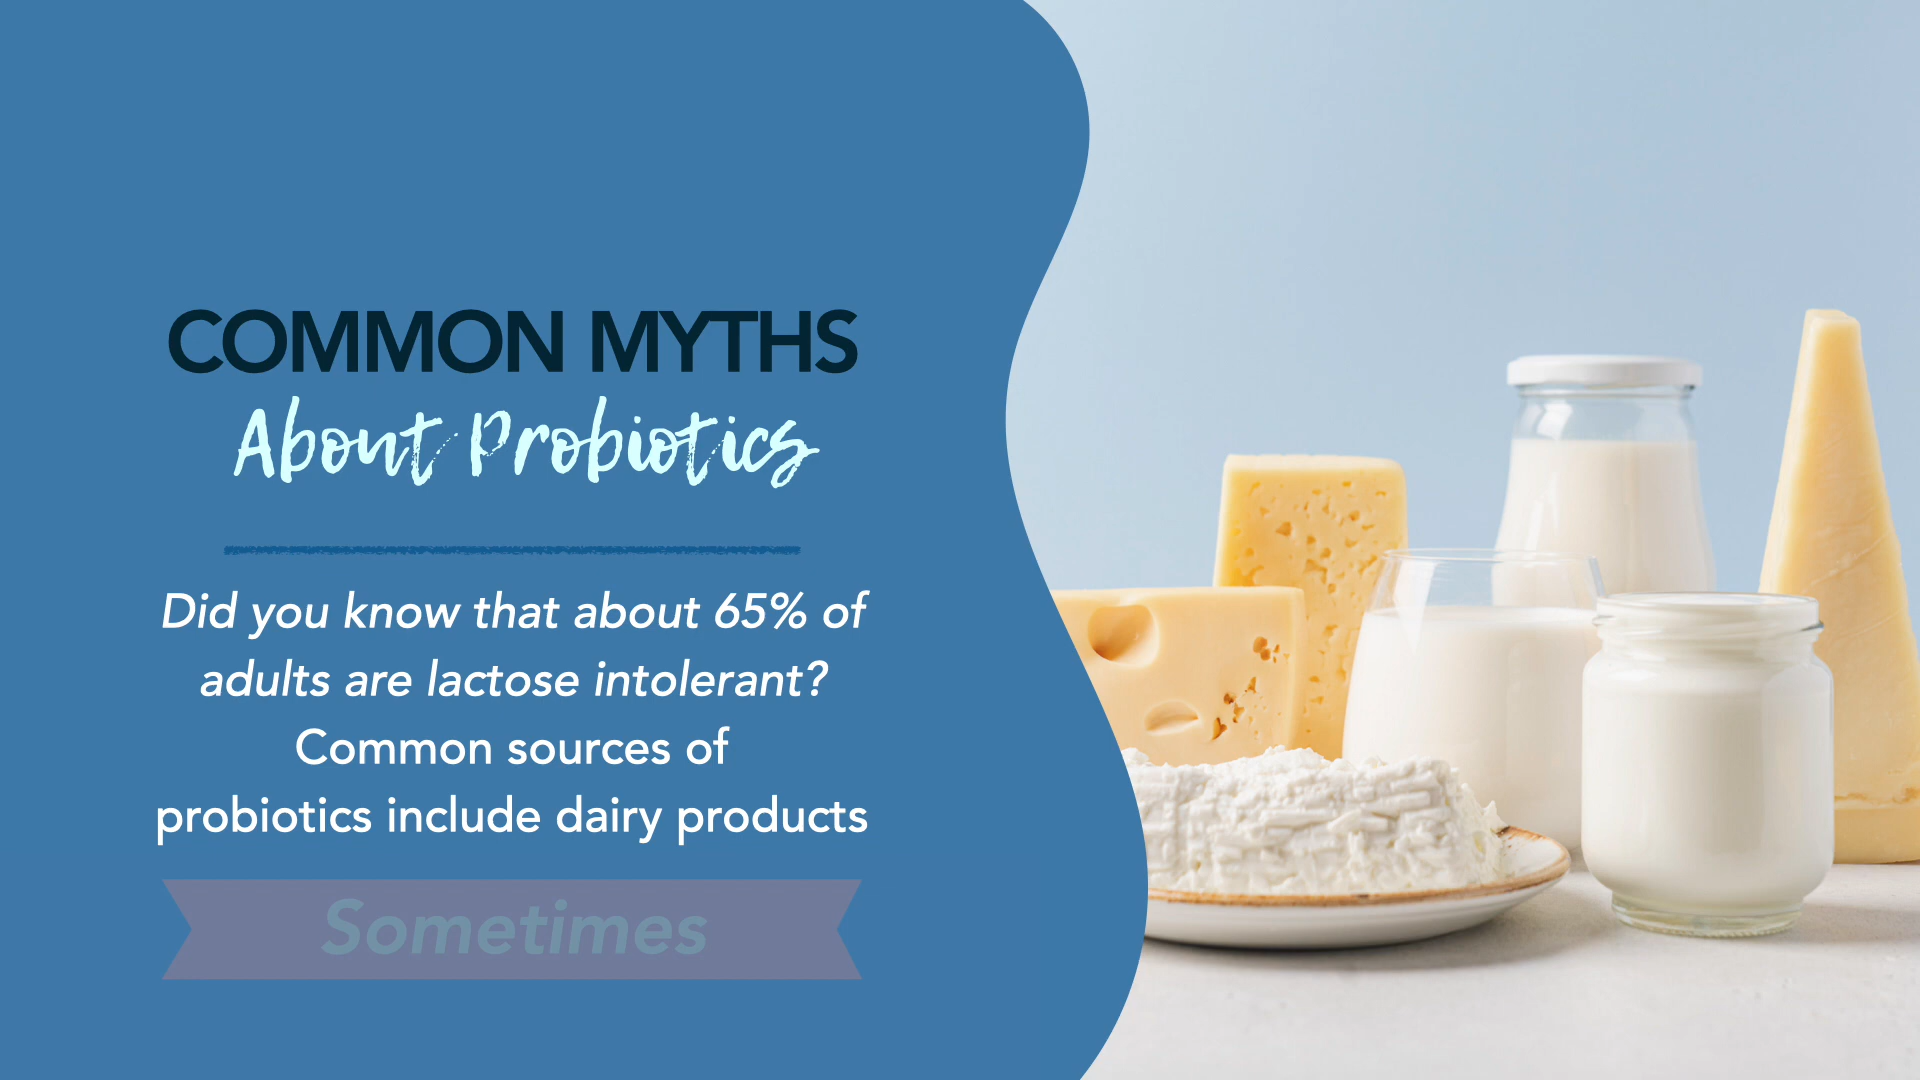 COMMON MYTHS
About Probiotics
Did you know that about 65% of
adults are lactose intolerant?
Common sources of
probiotics include dairy products
Sometimes